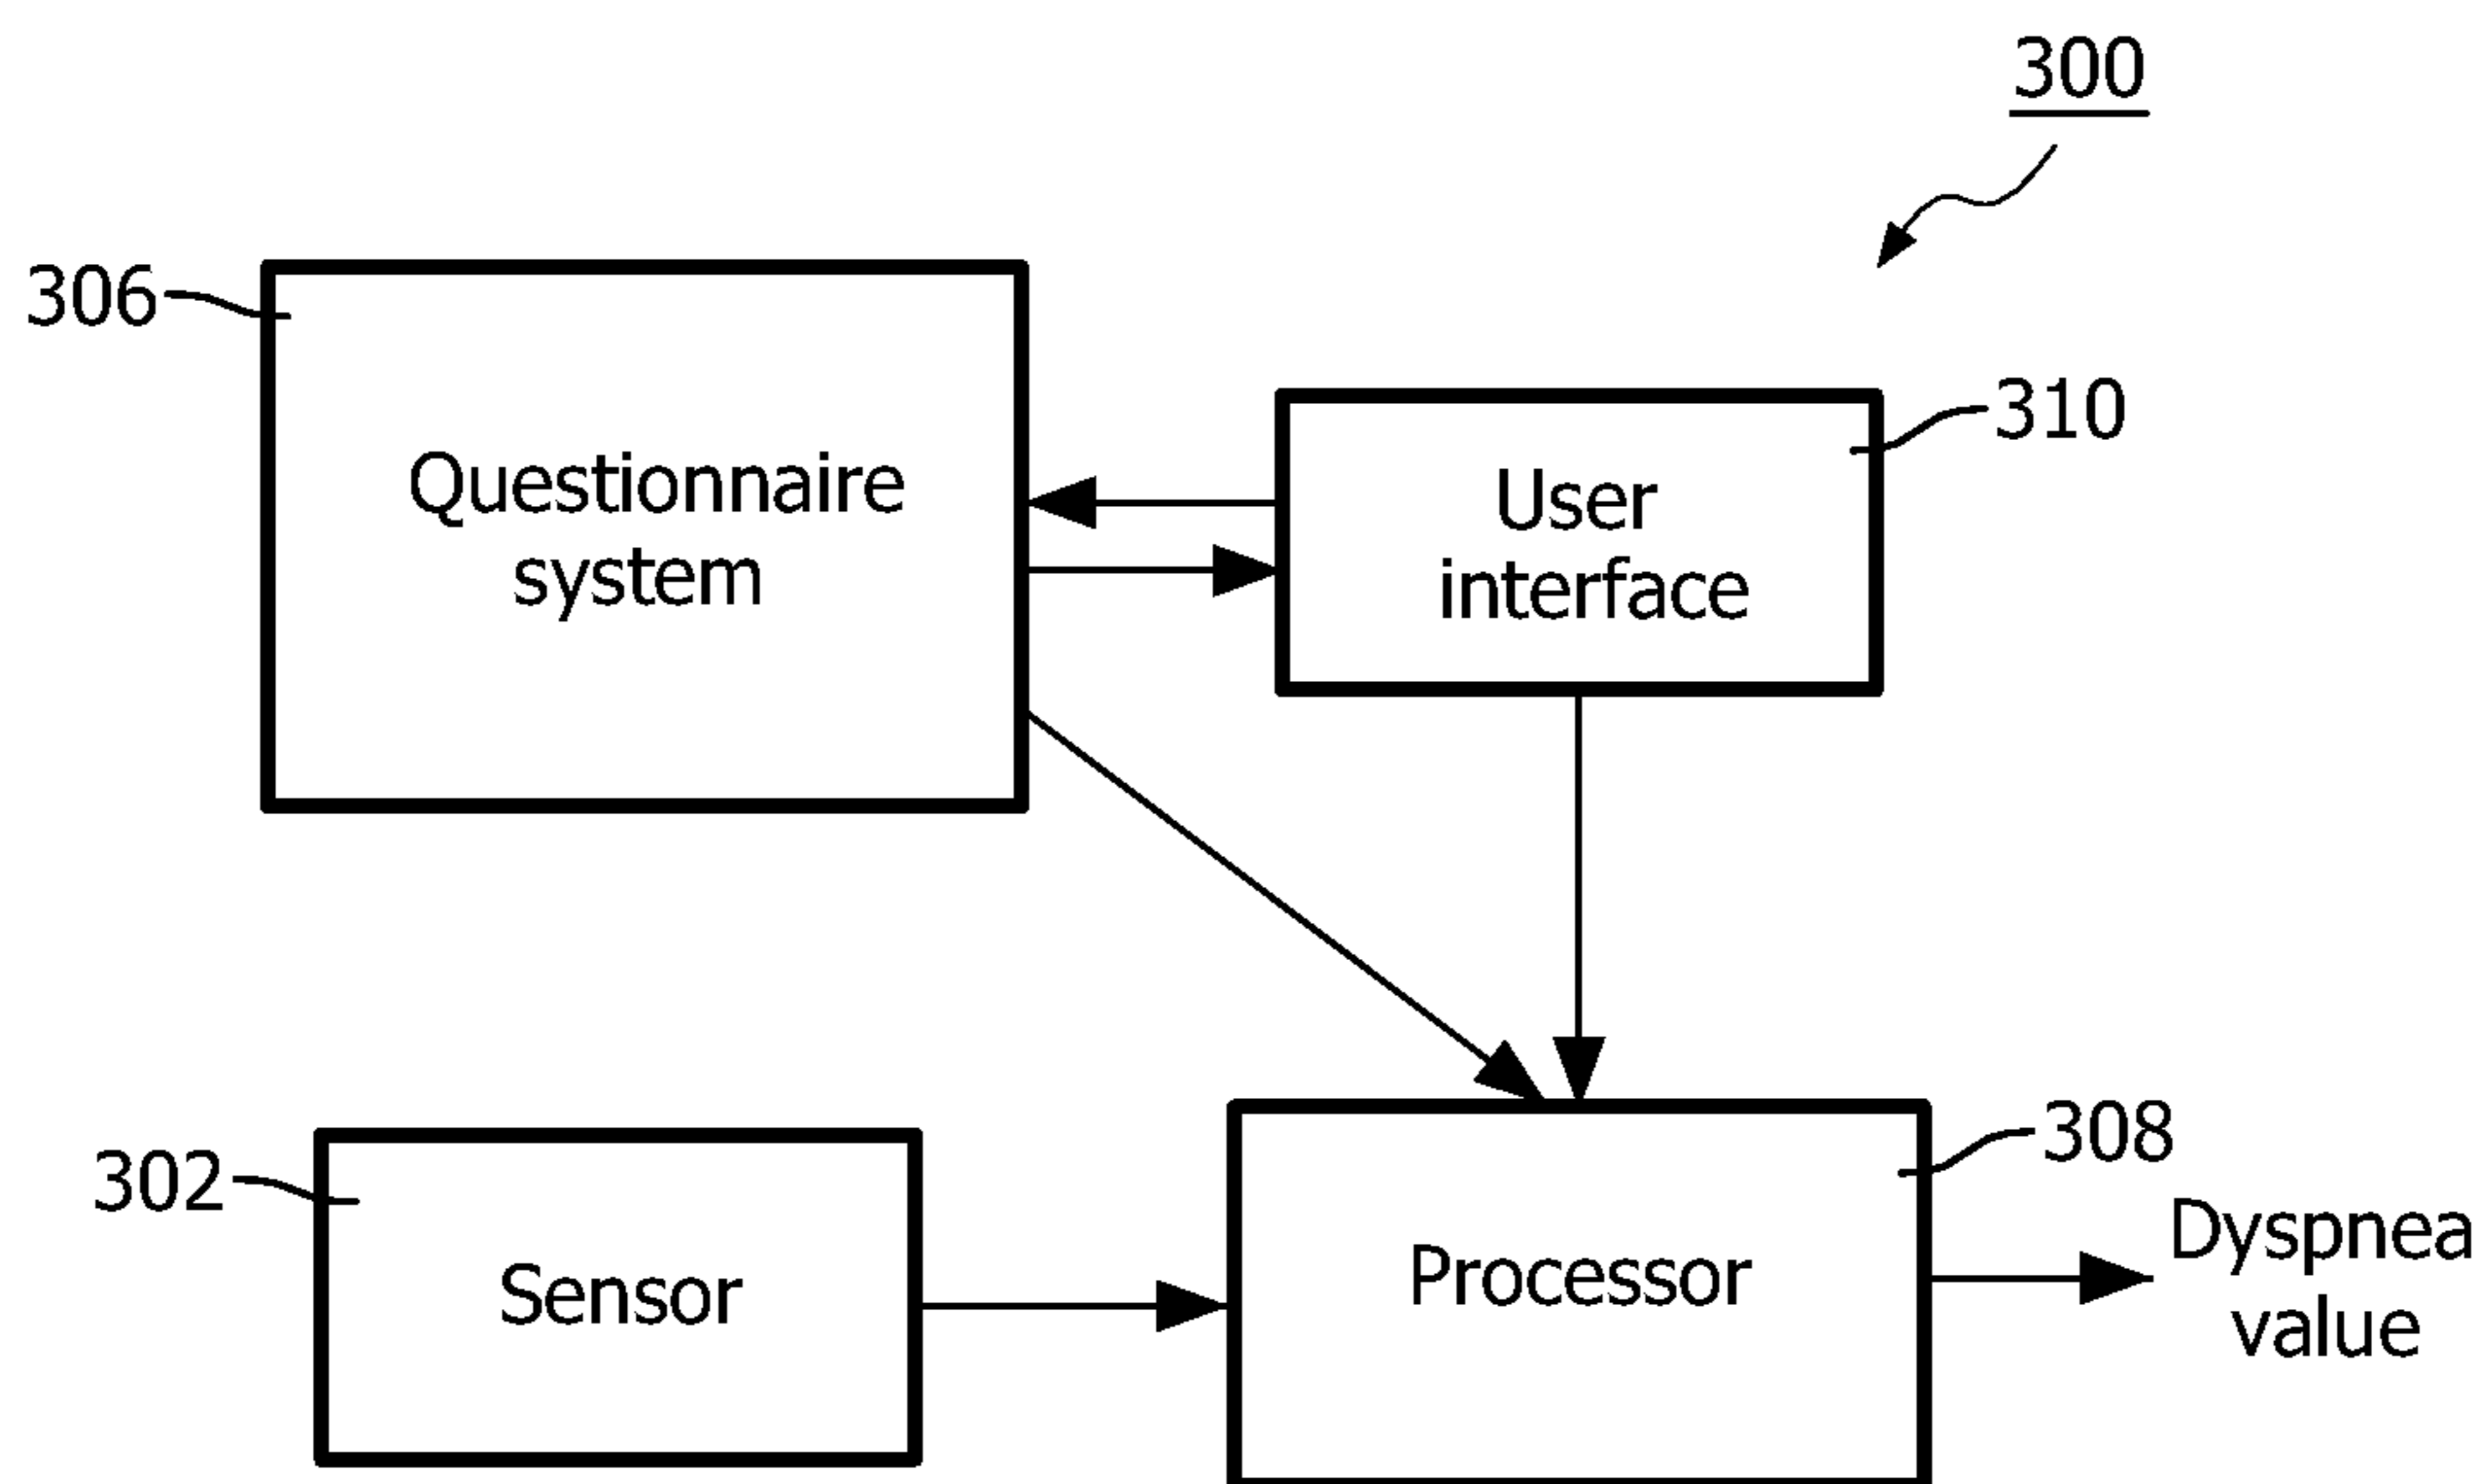 300
306
Questionnaire
system
310
User
interface
302
Sensor
308
Processor
Dyspnea
value